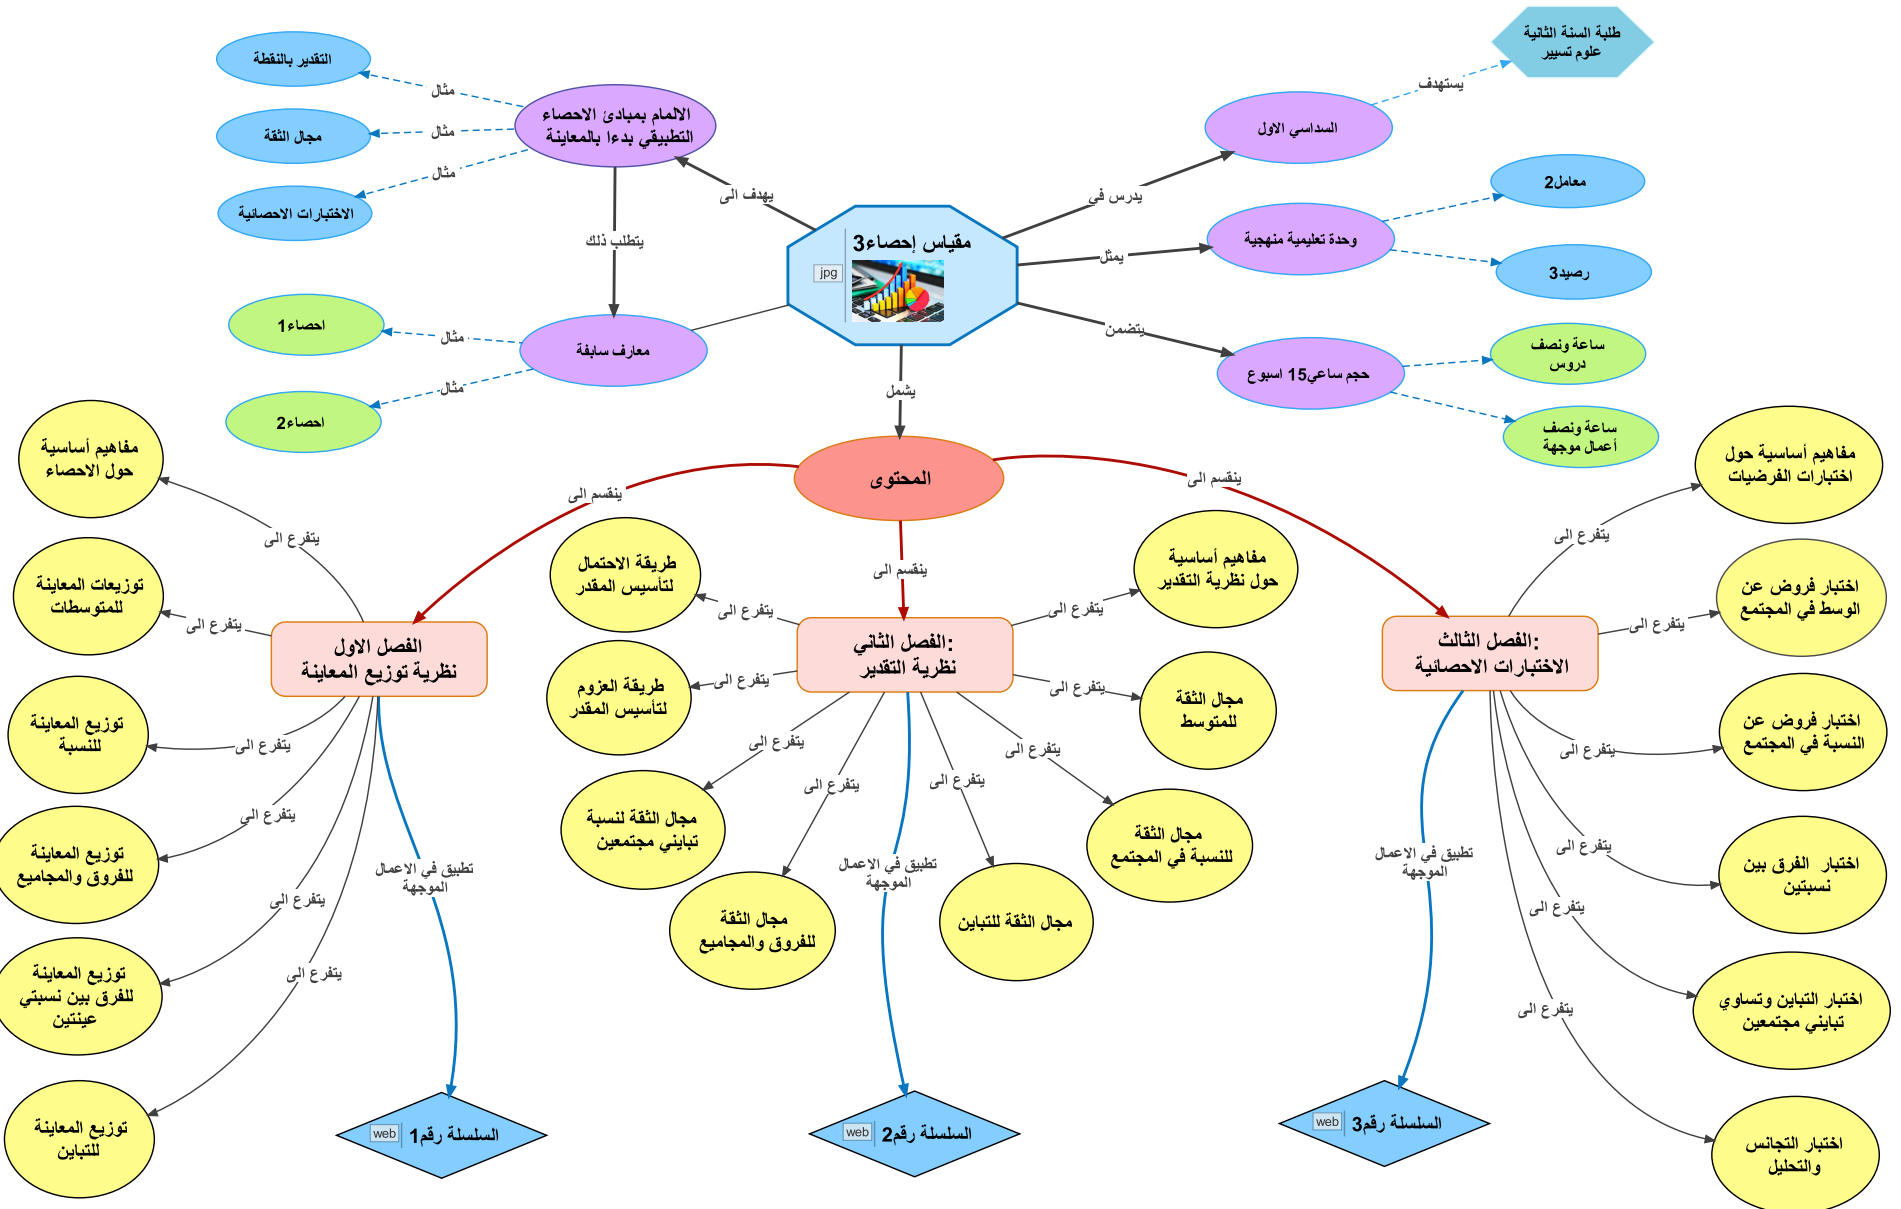 طلبة السنة الثانية
علوم تسيير
يستهدف
السداسي الاول
يدرس في
معامل2
وحدة تعليمية منهجية
يمثل
رصيد3
يتضمن
حجم ساعي15 اسبوع
ساعة ونصف
دروس
ساعة ونصف
أعمال موجهة
مقياس إحصاء3
jpg
يهدف الى
الالمام بمبادئ الاحصاء
التطبيقي بدءا بالمعاينة
مثال
التقدير بالنقطة
مثال
مجال الثقة
مثال
الاختبارات الاحصائية
يتطلب ذلك
معارف سابقة
مثال
احصاء1
مثال
احصاء2
يشمل
المحتوى
ينقسم الى
ينقسم الى
ينقسم الى
الفصل الثالث:
الاختبارات الاحصائية
يتفرع الى
مفاهيم أساسية حول
اختبارات الفرضيات
يتفرع الى
اختبار فروض عن
الوسط في المجتمع
يتفرع الى
اختبار فروض عن
النسبة في المجتمع
يتفرع الى
اختبار الفرق بين
نسبتين
يتفرع الى
اختبار التباين وتساوي
تبايني مجتمعين
يتفرع الى
اختبار التجانس
والتحليل
تطبيق في الاعمال
الموجهة
السلسلة رقم3
web
الفصل الثاني:
نظرية التقدير
يتفرع الى
مفاهيم أساسية
حول نظرية التقدير
يتفرع الى
مجال الثقة
للمتوسط
يتفرع الى
مجال الثقة
للنسبة في المجتمع
يتفرع الى
مجال الثقة للتباين
يتفرع الى
مجال الثقة
للفروق والمجاميع
يتفرع الى
مجال الثقة لنسبة
تبايني مجتمعين
يتفرع الى
طريقة العزوم
لتأسيس المقدر
يتفرع الى
طريقة الاحتمال
لتأسيس المقدر
تطبيق في الاعمال
الموجهة
السلسلة رقم2
web
الفصل الاول
نظرية توزيع المعاينة
يتفرع الى
مفاهيم أساسية
حول الاحصاء
يتفرع الى
توزيعات المعاينة
للمتوسطات
يتفرع الى
توزيع المعاينة
للنسبة
يتفرع الى
توزيع المعاينة
للفروق والمجاميع
يتفرع الى
توزيع المعاينة
للفرق بين نسبتي
عينتين
يتفرع الى
توزيع المعاينة
للتباين
تطبيق في الاعمال
الموجهة
السلسلة رقم1
web